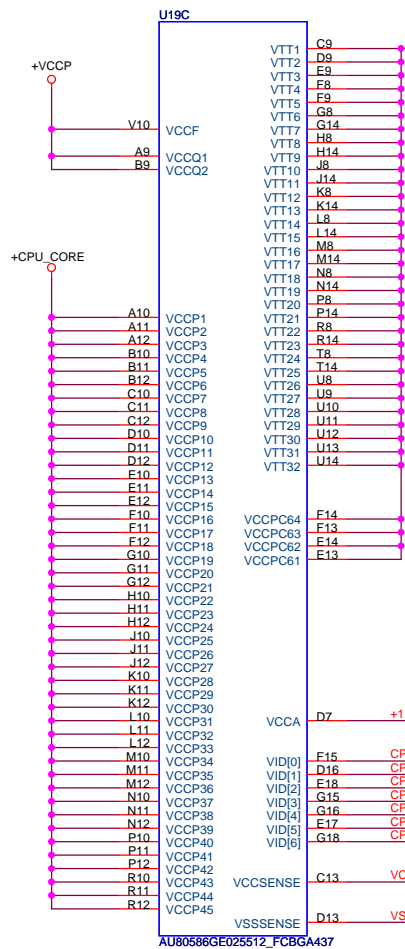 U19C
+VCCP
V10 VCCF
A9 VCCQ1
B9 VCCQ2
+CPU_CORE
A10 VCCP1
A11 VCCP2
A12 VCCP3
B10 VCCP4
B11 VCCP5
B12 VCCP6
C10 VCCP7
C11 VCCP8
C12 VCCP9
D10 VCCP10
D11 VCCP11
D12 VCCP12
E10 VCCP13
E11 VCCP14
E12 VCCP15
F10 VCCP16
F11 VCCP17
F12 VCCP18
G10 VCCP19
G11 VCCP20
G12 VCCP21
H10 VCCP22
H11 VCCP23
H12 VCCP24
J10 VCCP25
J11 VCCP26
J12 VCCP27
K10 VCCP28
K11 VCCP29
K12 VCCP30
L10 VCCP31
L11 VCCP32
L12 VCCP33
M10 VCCP34
M11 VCCP35
M12 VCCP36
N10 VCCP37
N11 VCCP38
N12 VCCP39
P10 VCCP40
P11 VCCP41
P12 VCCP42
R10 VCCP43
R11 VCCP44
R12 VCCP45
VTT1 C9
VTT2 D9
VTT3 E9
VTT4 F8
VTT5 F9
VTT6 G8
VTT7 G14
VTT8 H8
VTT9 H14
VTT10 J8
VTT11 J14
VTT12 K8
VTT13 K14
VTT14 L8
VTT15 L14
VTT16 M8
VTT17 M14
VTT18 N8
VTT19 N14
VTT20 P8
VTT21 P14
VTT22 R8
VTT23 R14
VTT24 T8
VTT25 T14
VTT26 U8
VTT27 U9
VTT28 U10
VTT29 U11
VTT30 U12
VTT31 U13
VTT32 U14
VCCPC64 F14
VCCPC63 F13
VCCPC62 E14
VCCPC61 E13
VCCA D7 +1
VID[0] F15 CP
VID[1] D16 CP
VID[2] E18 CP
VID[3] G15 CP
VID[4] G16 CP
VID[5] E17 CP
VID[6] G18 CP
VCCSENSE C13 VC
VSSSENSE D13 VS
AU80586GE025512_FCBGA437